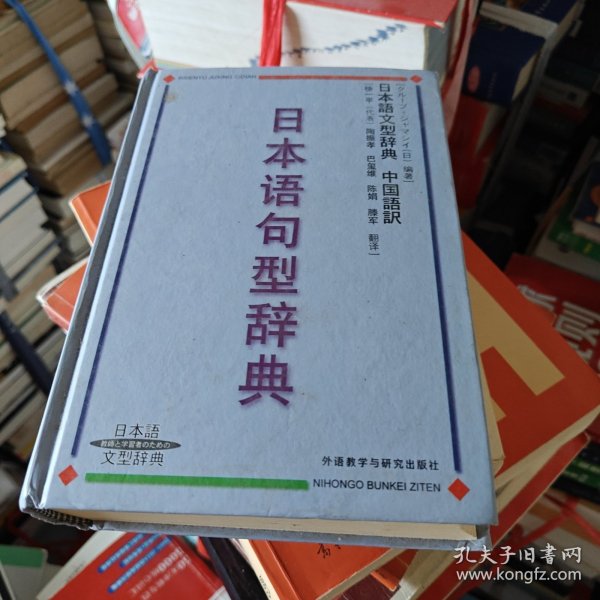 RIBENYU JUXING CIDIAN
[グループ・ジャマシイ(日) 编著]
日本語文型辞典 中国語訳
徐一平(代表) 陶振孝 巴玺维 陈娟 滕军 翻译]
日本语句型辞典
日本語
教師と学習者のための
文型辞典
外语教学与研究出版社
NIHONGO BUNKEI ZITEN
孔夫子旧书网
www.kongfz.com